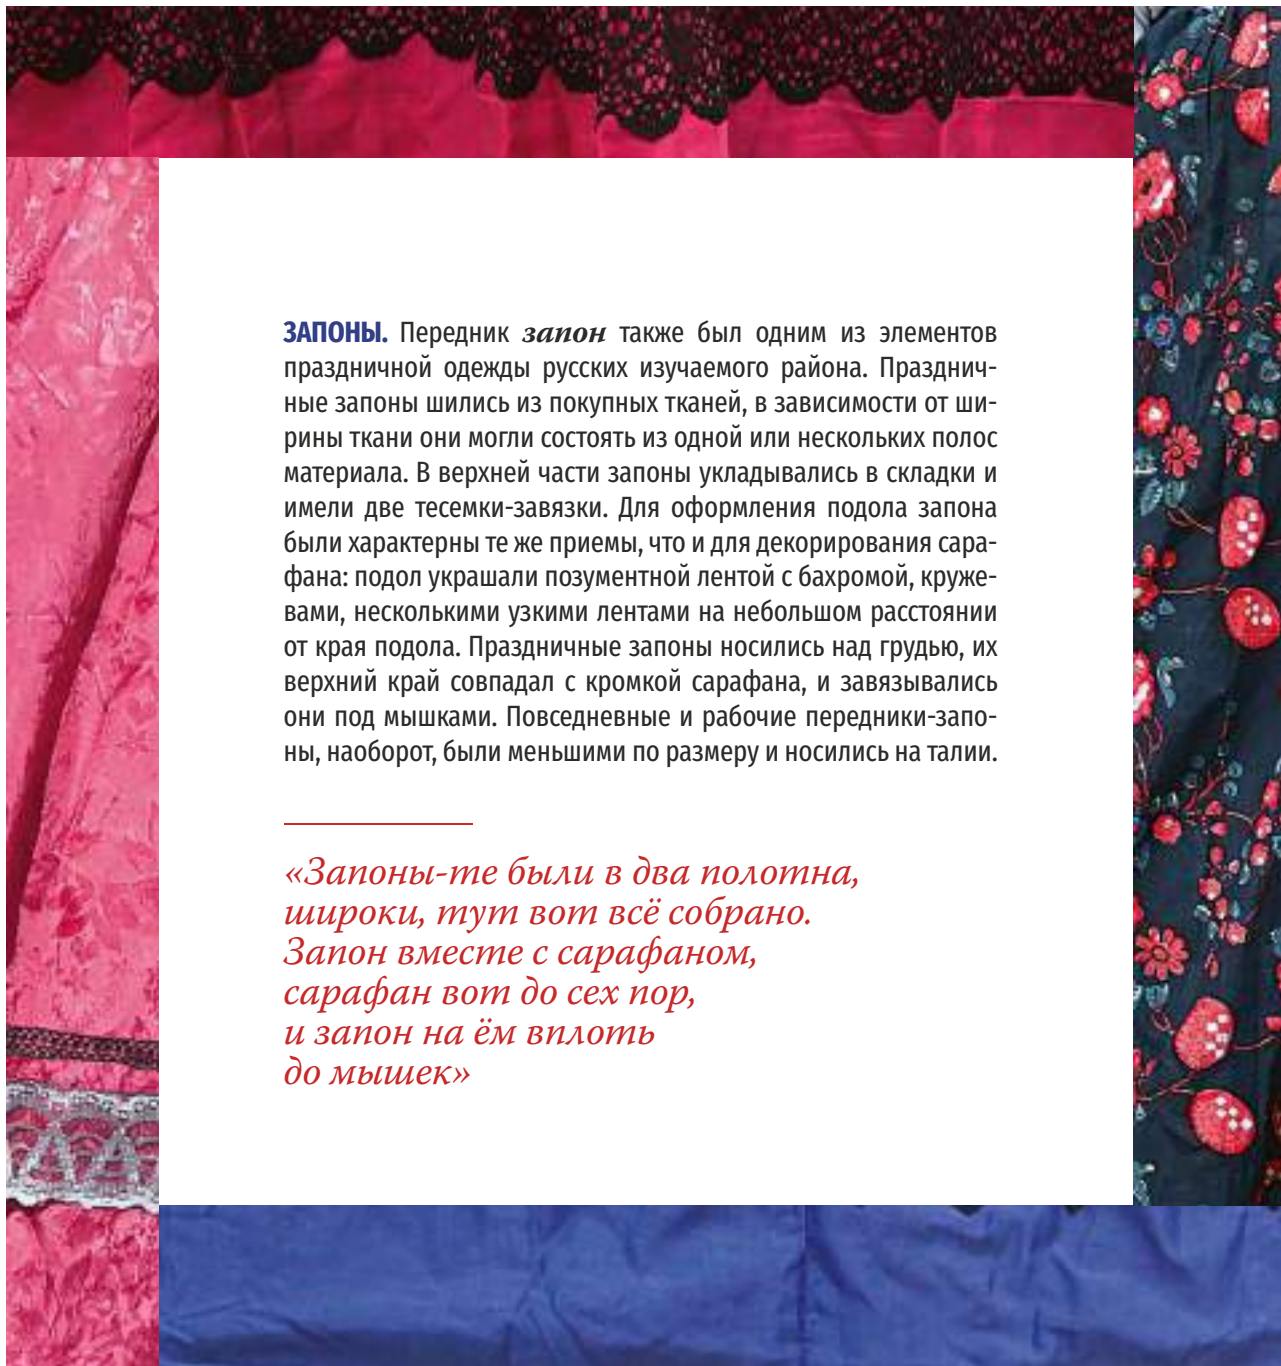 ЗАПОНЫ. Передник запон также был одним из элементов
праздничной одежды русских изучаемого района. Празднич-
ные запоны шились из покупных тканей, в зависимости от ши-
рины ткани они могли состоять из одной или нескольких полос
материала. В верхней части запоны укладывались в складки и
имели две тесемки-завязки. Для оформления подола запона
были характерны те же приемы, что и для декорирования сара-
фана: подол украшали позументной лентой с бахромой, круже-
вами, несколькими узкими лентами на небольшом расстоянии
от края подола. Праздничные запоны носились над грудью, их
верхний край совпадал с кромкой сарафана, и завязывались
они под мышками. Повседневные и рабочие передники-запо-
ны, наоборот, были меньшими по размеру и носились на талии.
«Запоны-те были в два полотна,
широки, тут вот всё собрано.
Запон вместе с сарафаном,
сарафан вот до сех пор,
и запон на ём вплоть
до мышек»